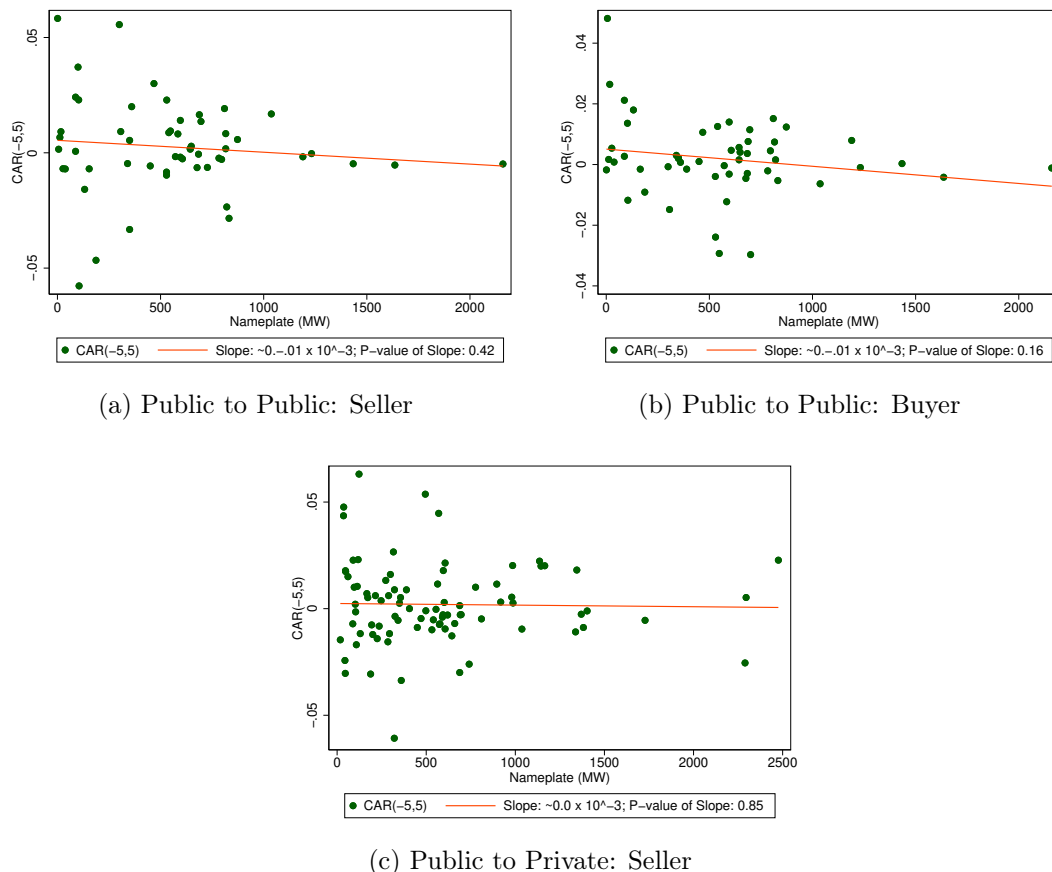 .05
0
-.05
CAR(-5,5)
0 500 1000 1500 2000
Nameplate (MW)
CAR(-5,5) Slope: ~0.-.01 x 10^-3; P-value of Slope: 0.42
(a) Public to Public: Seller
.04
.02
0
-.02
-.04
CAR(-5,5)
0 500 1000 1500 2000
Nameplate (MW)
CAR(-5,5) Slope: ~0.-.01 x 10^-3; P-value of Slope: 0.16
(b) Public to Public: Buyer
.05
0
-.05
CAR(-5,5)
0 500 1000 1500 2000 2500
Nameplate (MW)
CAR(-5,5) Slope: ~0.0 x 10^-3; P-value of Slope: 0.85
(c) Public to Private: Seller